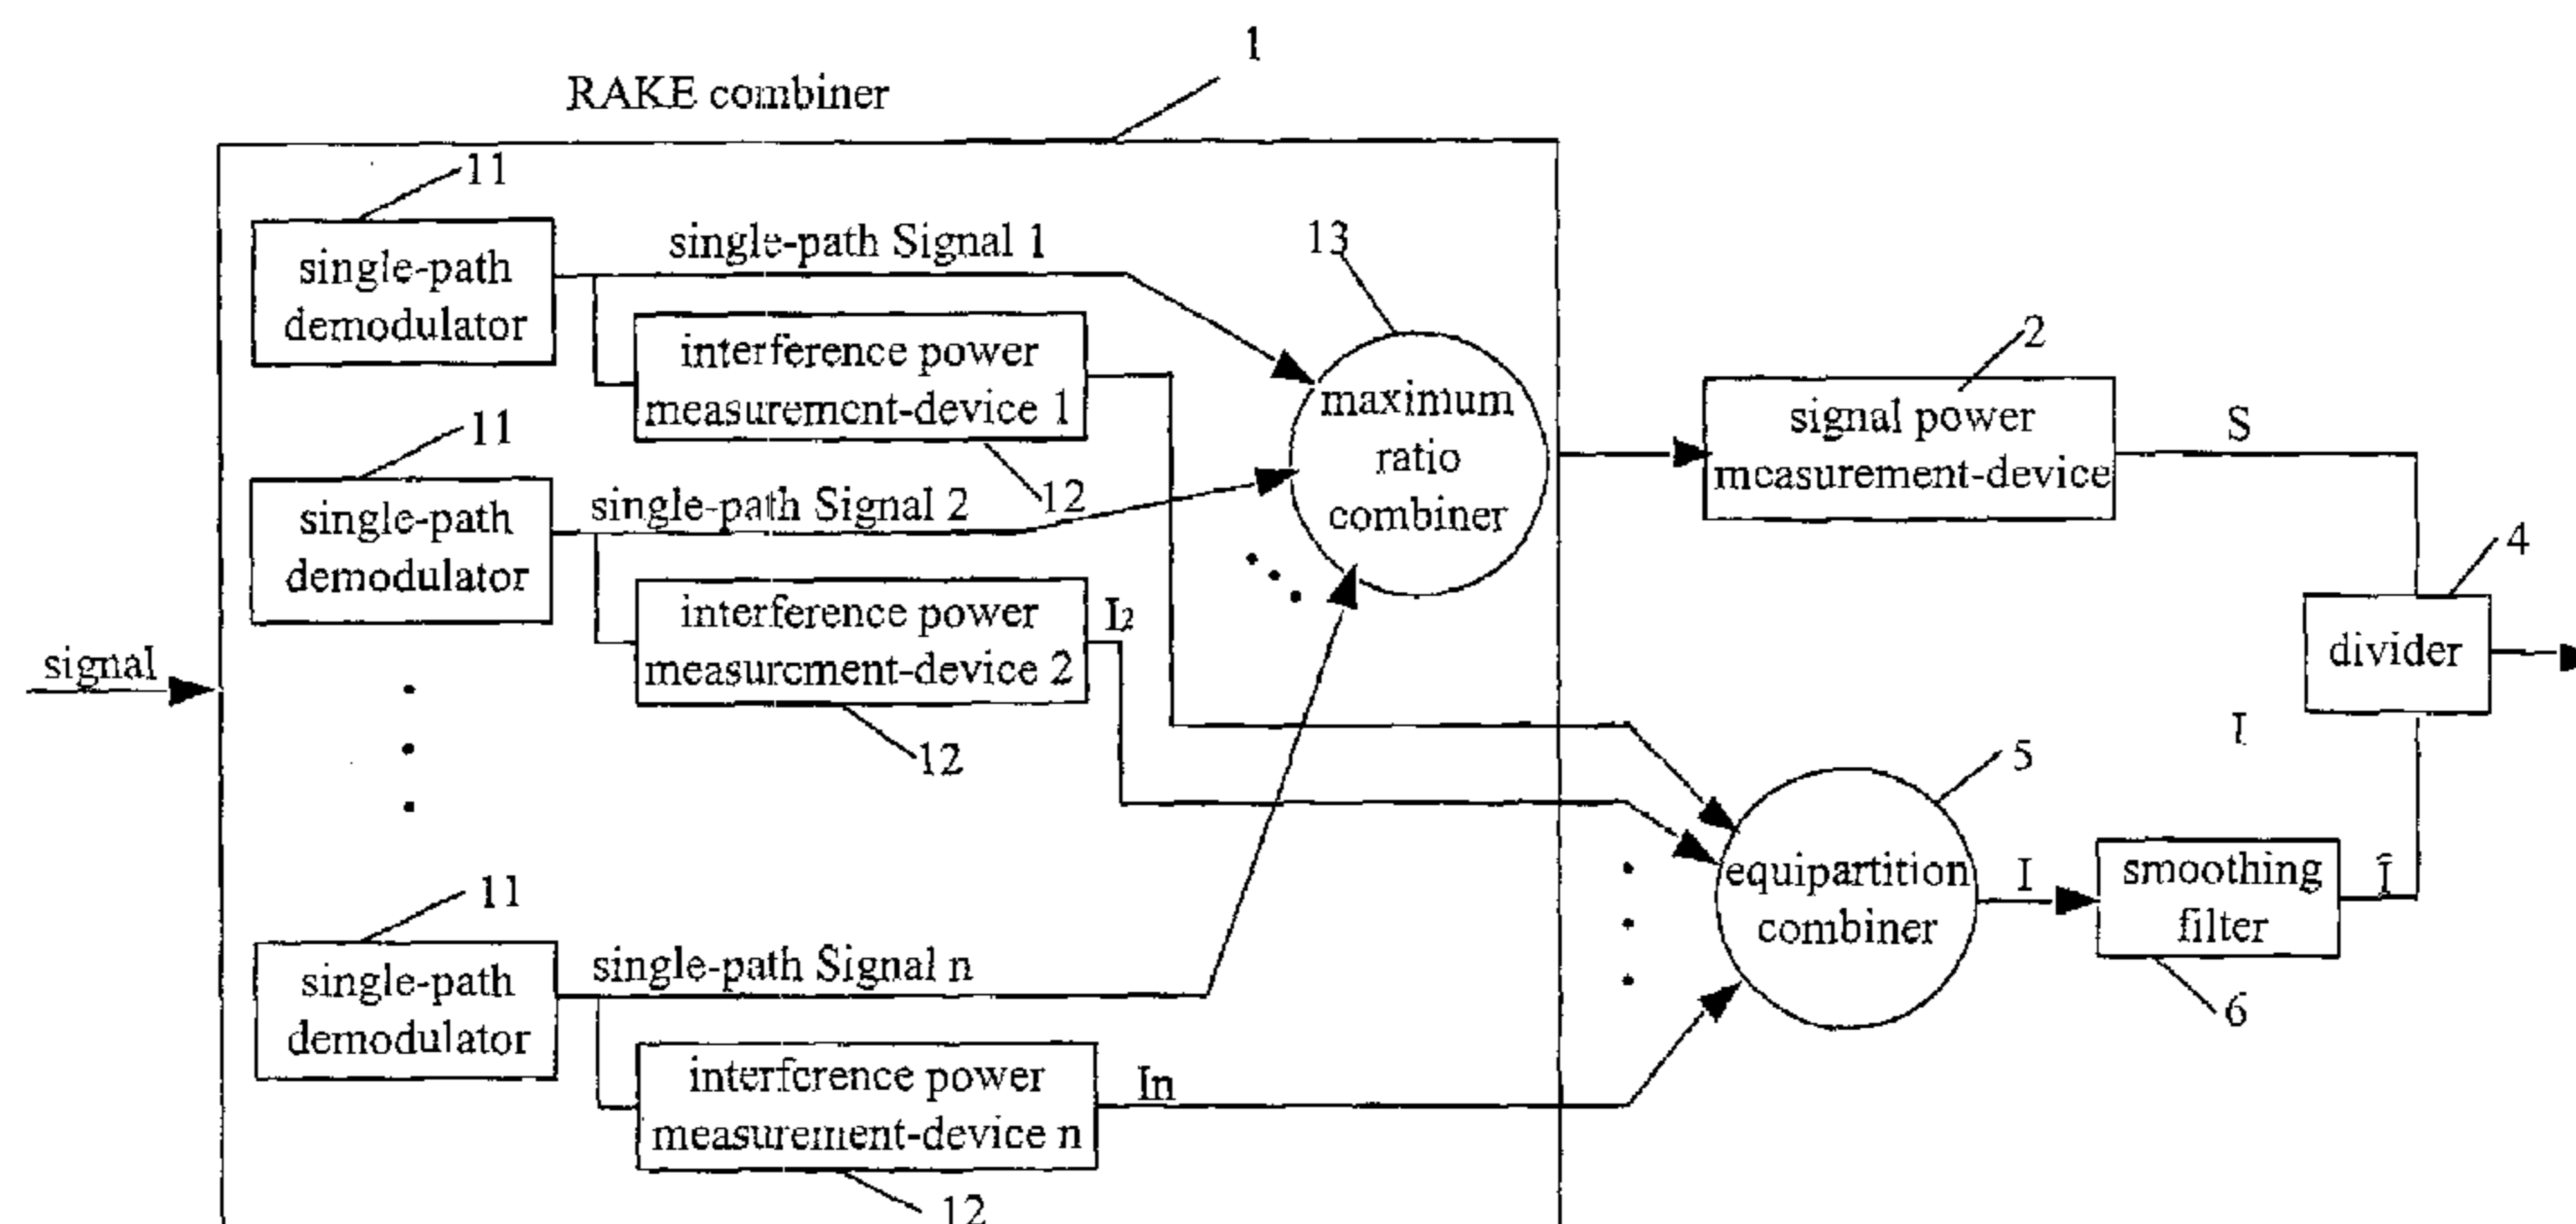 1
RAKE combiner
11
single-path
demodulator
single-path Signal 1
13
interference power
measurement-device 1
maximum
ratio
combiner
2
signal power
measurement-device
S
11
12
single-path
demodulator
single-path Signal 2
4
interference power
measurement-device 2
I2
divider
signal
12
I
5
equipartition
combiner
I
smoothing
filter
Î
11
single-path
demodulator
single-path Signal n
6
interference power
measurement-device n
In
12